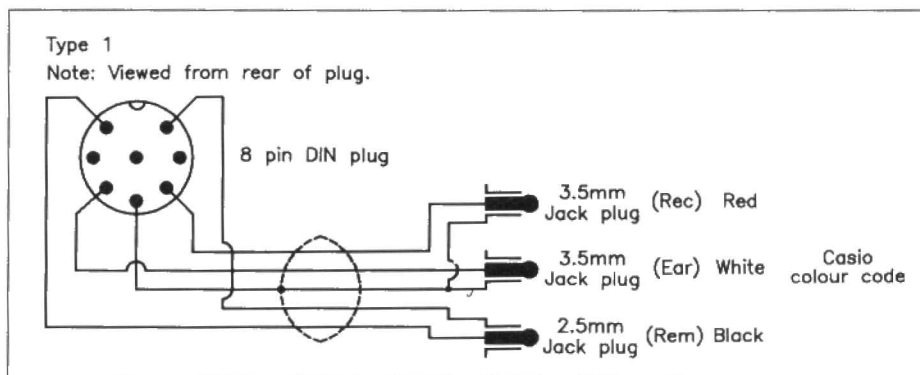 Type 1
Note: Viewed from rear of plug.
8 pin DIN plug
3.5mm
Jack plug (Rec) Red
3.5mm
Jack plug (Ear) White
Casio
colour code
2.5mm
Jack plug (Rem) Black